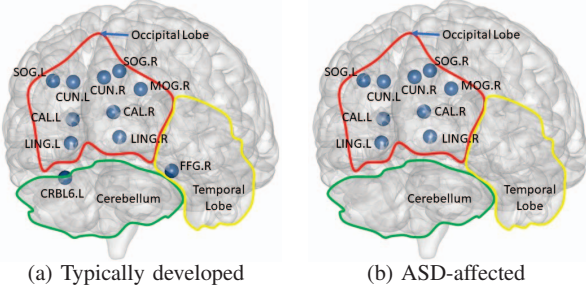 Occipital Lobe
SOG.R
SOG.L
CUN.L
CUN.R
MOG.R
CAL.L
CAL.R
LING.L
LING.R
FFG.R
CRBL6.L
Cerebellum
Temporal
Lobe
(a) Typically developed
Occipital Lobe
SOG.R
SOG.L
CUN.L
CUN.R
MOG.R
CAL.L
CAL.R
LING.L
LING.R
Cerebellum
Temporal
Lobe
(b) ASD-affected